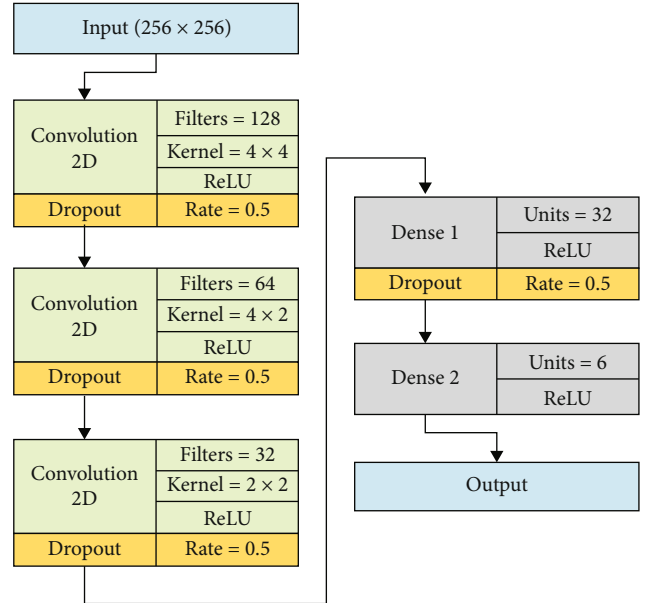 Input (256 × 256)
Convolution
2D
Filters = 128
Kernel = 4 × 4
ReLU
Dropout
Rate = 0.5
Convolution
2D
Filters = 64
Kernel = 4 × 2
ReLU
Dropout
Rate = 0.5
Convolution
2D
Filters = 32
Kernel = 2 × 2
ReLU
Dropout
Rate = 0.5
Dense 1
Units = 32
ReLU
Dropout
Rate = 0.5
Dense 2
Units = 6
ReLU
Output